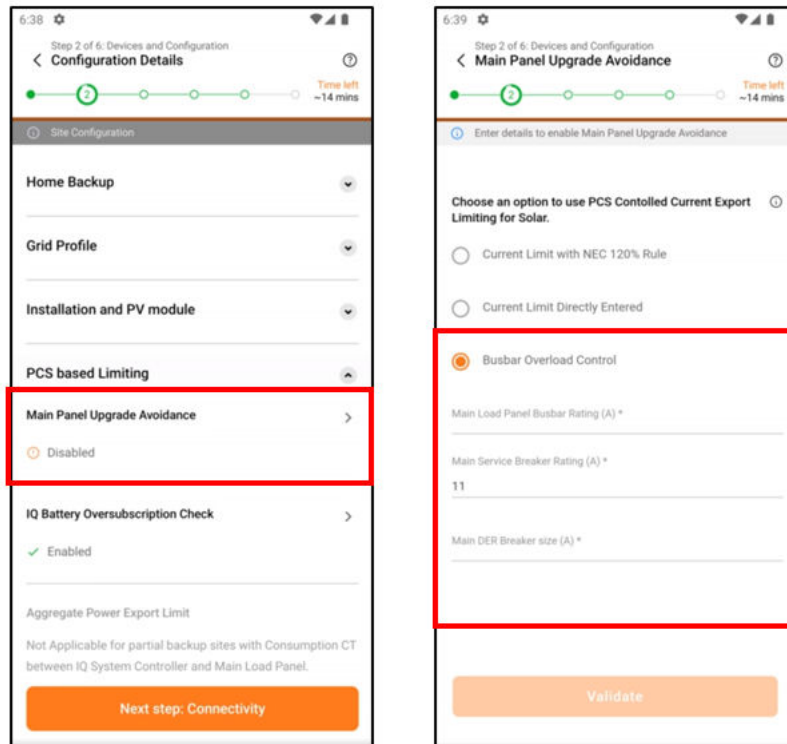 6:38
Step 2 of 6: Devices and Configuration
Configuration Details
2
Time left
~14 mins
Site Configuration
Home Backup
Grid Profile
Installation and PV module
PCS based Limiting
Main Panel Upgrade Avoidance
Disabled
IQ Battery Oversubscription Check
Enabled
Aggregate Power Export Limit
Not Applicable for partial backup sites with Consumption CT
between IQ System Controller and Main Load Panel.
Next step: Connectivity
6:39
Step 2 of 6: Devices and Configuration
Main Panel Upgrade Avoidance
2
Time left
~14 mins
Enter details to enable Main Panel Upgrade Avoidance
Choose an option to use PCS Contolled Current Export
Limiting for Solar.
Current Limit with NEC 120% Rule
Current Limit Directly Entered
Busbar Overload Control
Main Load Panel Busbar Rating (A) *
Main Service Breaker Rating (A) *
11
Main DER Breaker size (A) *
Validate